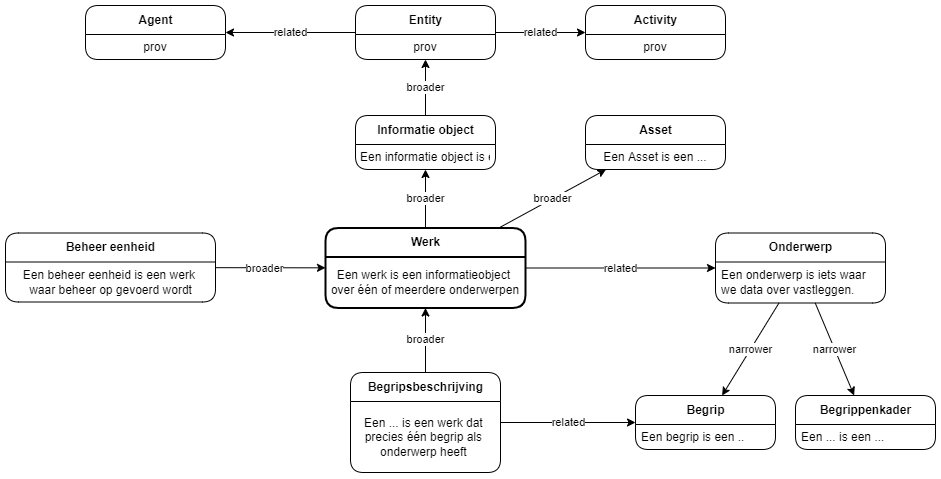 Agent
prov
related
Entity
prov
related
Activity
prov
broader
Informatie object
Een informatie object is
Asset
Een Asset is een ...
broader
broader
Beheer eenheid
Een beheer eenheid is een werk
waar beheer op gevoerd wordt
broader
Werk
Een werk is een informatieobject
over één of meerdere onderwerpen
related
Onderwerp
Een onderwerp is iets waar
we data over vastleggen.
broader
narrower
narrower
Begripsbeschrijving
Een ... is een werk dat
precies één begrip als
onderwerp heeft
related
Begrip
Een begrip is een ..
Begrippenkader
Een ... is een ...